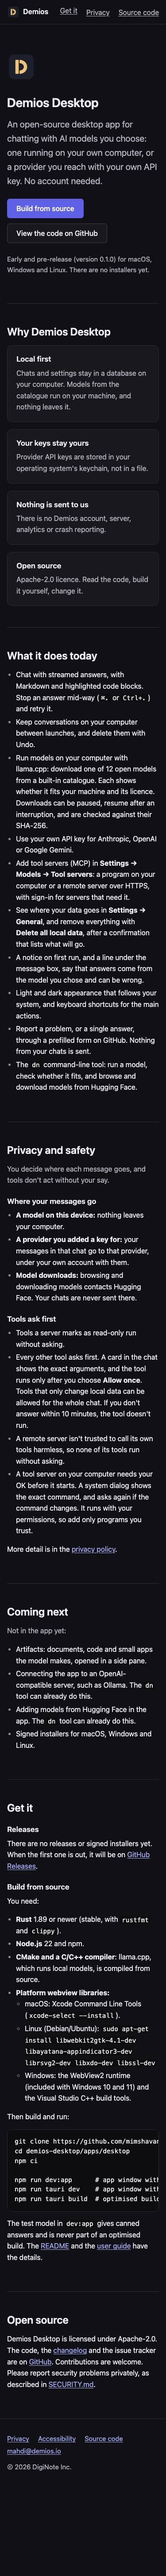 Demios Get it Privacy Source code
Demios Desktop
An open-source desktop app for
chatting with AI models you choose:
one running on your own computer, or
a provider you reach with your own API
key. No account needed.
Build from source
View the code on GitHub
Early and pre-release (version 0.1.0) for macOS,
Windows and Linux. There are no installers yet.
Why Demios Desktop
Local first
Chats and settings stay in a database on
your computer. Models from the
catalogue run on your machine, and
nothing leaves it.
Your keys stay yours
Provider API keys are stored in your
operating system's keychain, not in a file.
Nothing is sent to us
There is no Demios account, server,
analytics or crash reporting.
Open source
Apache-2.0 licence. Read the code, build
it yourself, change it.
What it does today
• Chat with streamed answers, with
Markdown and highlighted code blocks.
Stop an answer mid-way (⌘. or Ctrl+.)
and retry it.
• Keep conversations on your computer
between launches, and delete them with
Undo.
• Run models on your computer with
llama.cpp: download one of 12 open models
from a built-in catalogue. Each shows
whether it fits your machine and its licence.
Downloads can be paused, resume after an
interruption, and are checked against their
SHA-256.
• Use your own API key for Anthropic, OpenAI
or Google Gemini.
• Add tool servers (MCP) in Settings →
Models → Tool servers: a program on your
computer or a remote server over HTTPS,
with sign-in for servers that need it.
• See where your data goes in Settings →
General, and remove everything with
Delete all local data, after a confirmation
that lists what will go.
• A notice on first run, and a line under the
message box, say that answers come from
the model you chose and can be wrong.
• Light and dark appearance that follows your
system, and keyboard shortcuts for the main
actions.
• Report a problem, or a single answer,
through a prefilled form on GitHub. Nothing
from your chats is sent.
• The dn command-line tool: run a model,
check whether it fits, and browse and
download models from Hugging Face.
Privacy and safety
You decide where each message goes, and
tools don't act without your say.
Where your messages go
• A model on this device: nothing leaves
your computer.
• A provider you added a key for: your
messages in that chat go to that provider,
under your own account with them.
• Model downloads: browsing and
downloading models contacts Hugging
Face. Your chats are never sent there.
Tools ask first
• Tools a server marks as read-only run
without asking.
• Every other tool asks first. A card in the chat
shows the exact arguments, and the tool
runs only after you choose Allow once.
Tools that only change local data can be
allowed for the whole chat. If you don't
answer within 10 minutes, the tool doesn't
run.
• A remote server isn't trusted to call its own
tools harmless, so none of its tools run
without asking.
• A tool server on your computer needs your
OK before it starts. A system dialog shows
the exact command, and asks again if the
command changes. It runs with your
permissions, so add only programs you
trust.
More detail is in the privacy policy.
Coming next
Not in the app yet:
• Artifacts: documents, code and small apps
the model makes, opened in a side pane.
• Connecting the app to an OpenAI-
compatible server, such as Ollama. The dn
tool can already do this.
• Adding models from Hugging Face in the
app. The dn tool can already do this.
• Signed installers for macOS, Windows and
Linux.
Get it
Releases
There are no releases or signed installers yet.
When the first one is out, it will be on GitHub
Releases.
Build from source
You need:
• Rust 1.89 or newer (stable, with rustfmt
and clippy).
• Node.js 22 and npm.
• CMake and a C/C++ compiler: llama.cpp,
which runs local models, is compiled from
source.
• Platform webview libraries:
◦ macOS: Xcode Command Line Tools
(xcode-select --install).
◦ Linux (Debian/Ubuntu): sudo apt-get
install libwebkit2gtk-4.1-dev
libayatana-appindicator3-dev
librsvg2-dev libxdo-dev libssl-dev
◦ Windows: the WebView2 runtime
(included with Windows 10 and 11) and
the Visual Studio C++ build tools.
Then build and run:
git clone https://github.com/mimshavan
cd demios-desktop/apps/desktop
npm ci
npm run dev:app # app window with
npm run tauri dev # app window with
npm run tauri build # optimised build
The test model in dev:app gives canned
answers and is never part of an optimised
build. The README and the user guide have
the details.
Open source
Demios Desktop is licensed under Apache-2.0.
The code, the changelog and the issue tracker
are on GitHub. Contributions are welcome.
Please report security problems privately, as
described in SECURITY.md.
Privacy Accessibility Source code
mahdi@demios.io
© 2026 DigiNote Inc.